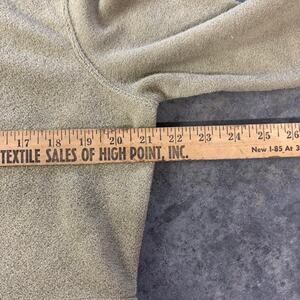 17 18 19 20 21 22 23 24 25 26
TEXTILE SALES OF HIGH POINT, INC. New I-85 At 3